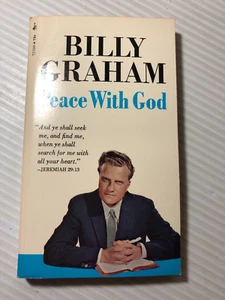 BILLY
GRAHAM
Peace With God
"And ye shall seek
me, and find me,
when ye shall
search for me with
all your heart."
–JEREMIAH 29:13